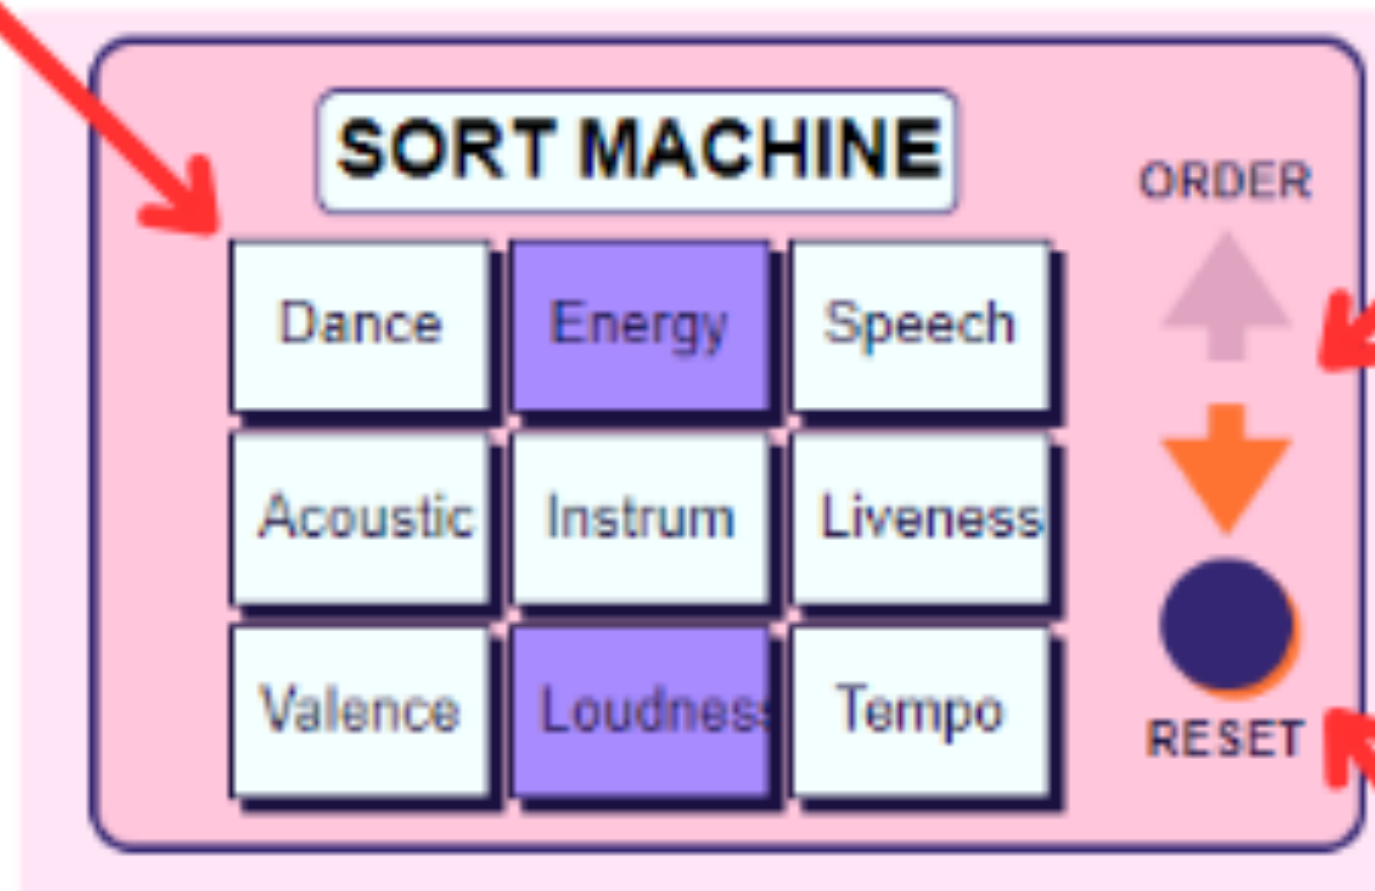 SORT MACHINE
ORDER
Dance Energy Speech
Acoustic Instrum Liveness
Valence Loudness Tempo
RESET